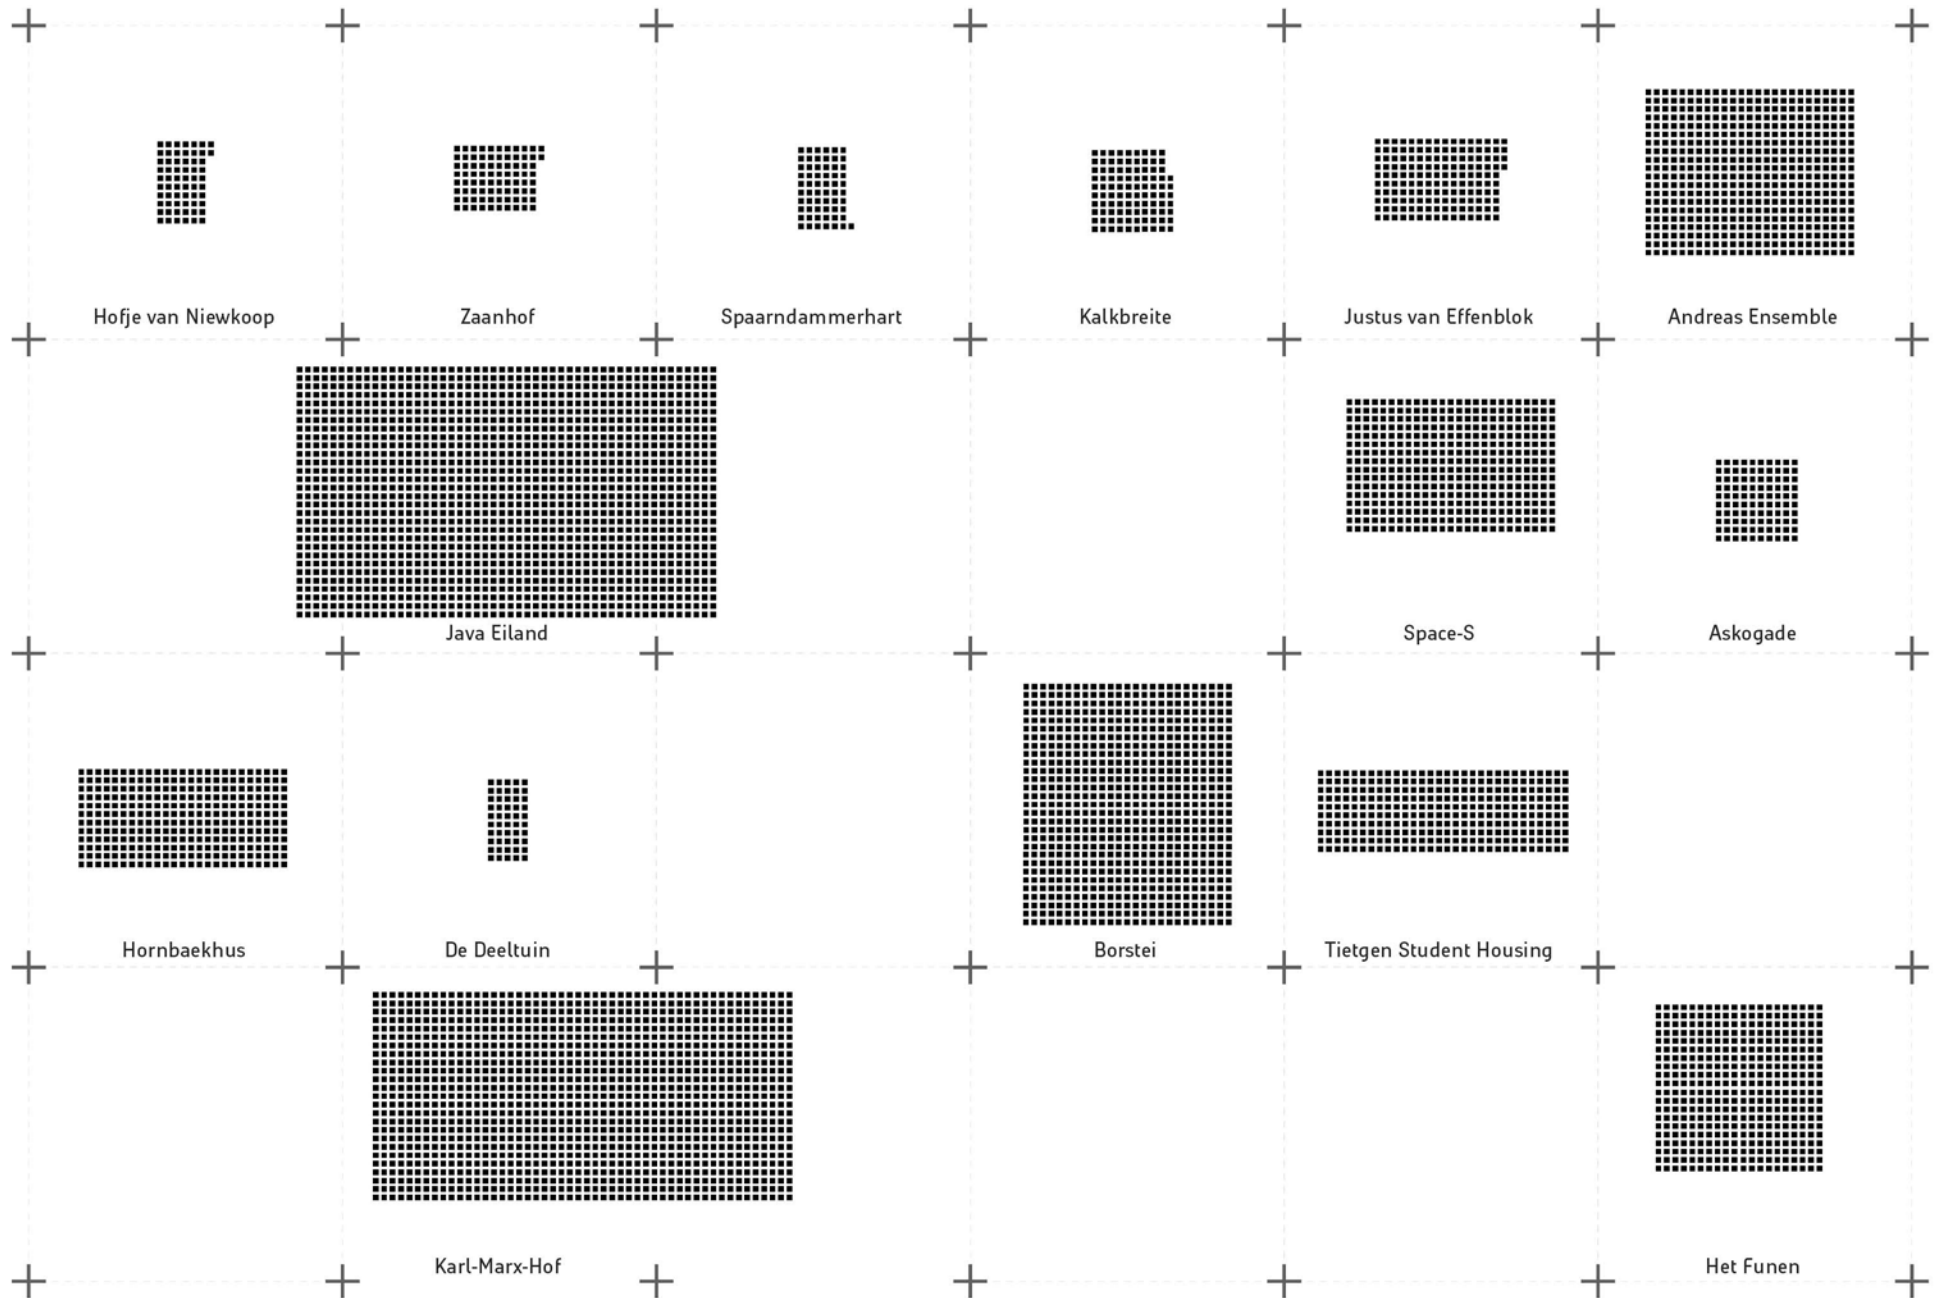 Hofje van Niewkoop
Zaanhof
Spaarndammerhart
Kalkbreite
Justus van Effenblok
Andreas Ensemble
Java Eiland
Space-S
Askogade
Hornbaekhus
De Deeltuin
Borstei
Tietgen Student Housing
Karl-Marx-Hof
Het Funen